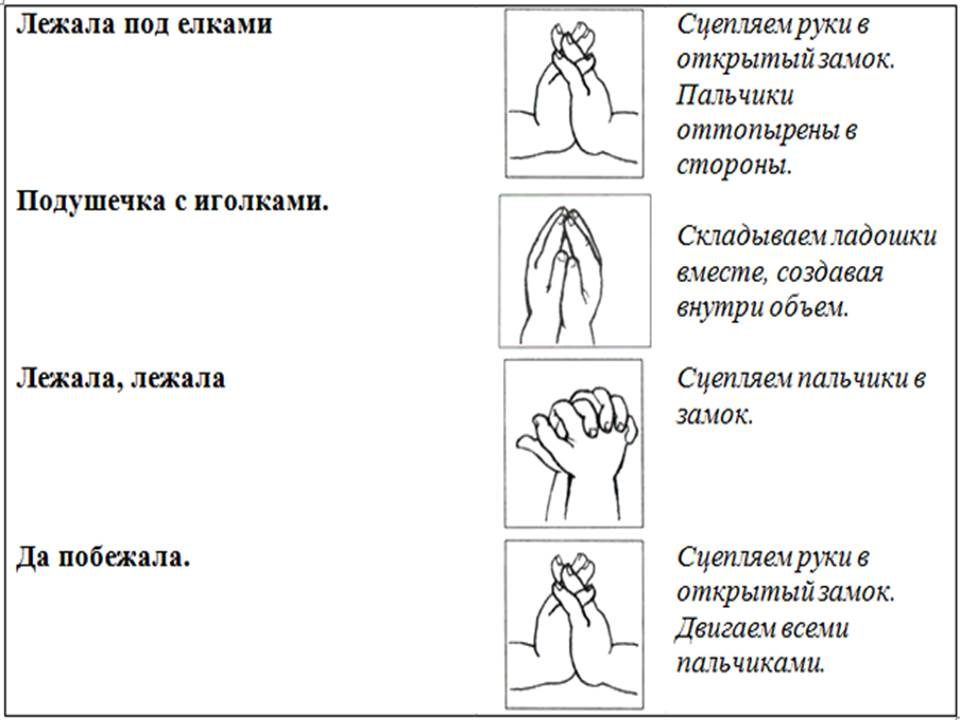 Лежала под елками
Сцепляем руки в
открытый замок.
Пальчики
оттопырены в
стороны.
Подушечка с иголками.
Складываем ладошки
вместе, создавая
внутри объем.
Лежала, лежала
Сцепляем пальчики в
замок.
Да побежала.
Сцепляем руки в
открытый замок.
Двигаем всеми
пальчиками.